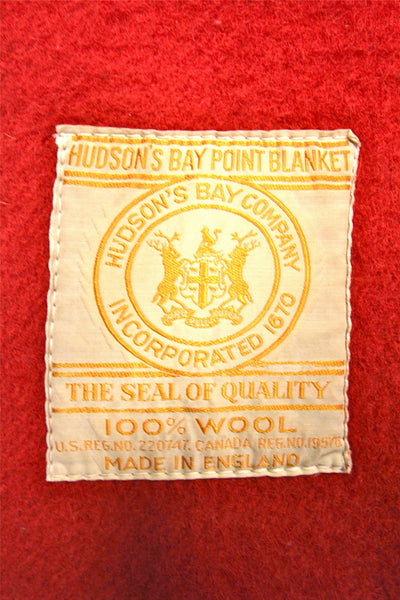 HUDSON'S BAY POINT BLANKET
HUDSON'S BAY COMPANY
INCORPORATED 1670
THE SEAL OF QUALITY
100% WOOL
U.S. REG. NO. 220747. CANADA. REG. NO.
MADE IN ENGLAND